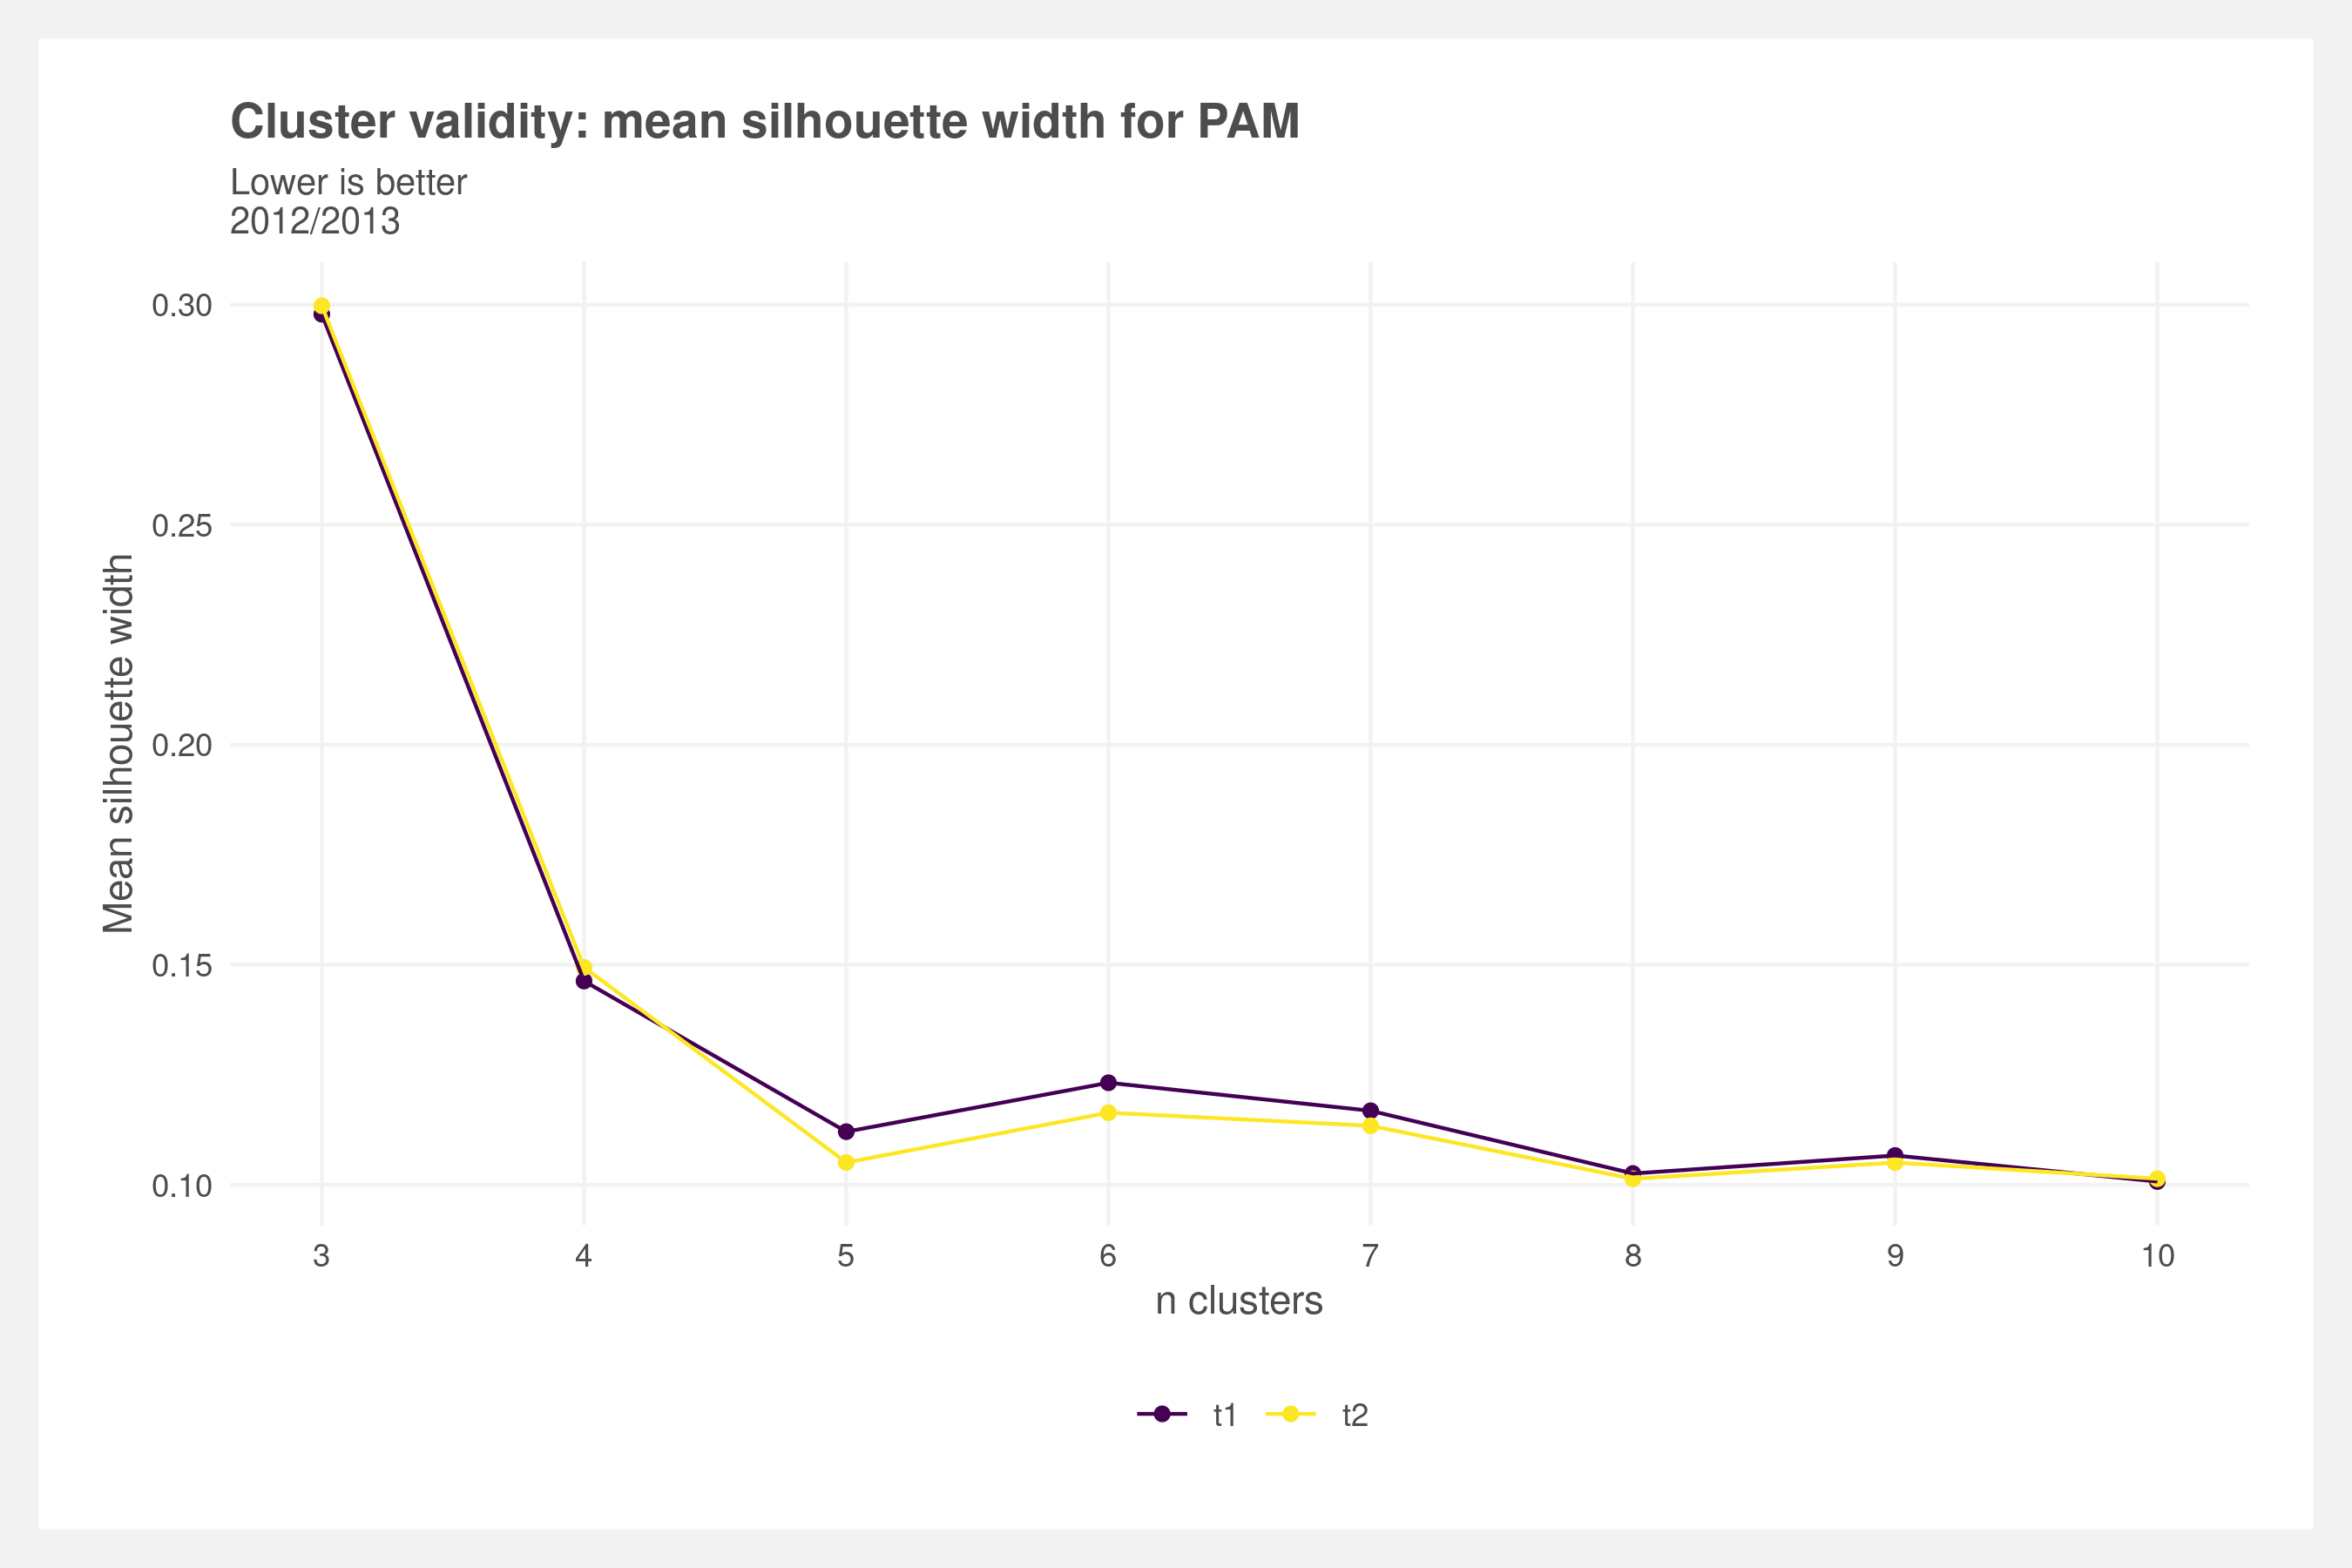 Cluster validity: mean silhouette width for PAM
Lower is better
2012/2013
Mean silhouette width
0.30
0.25
0.20
0.15
0.10
3 4 5 6 7 8 9 10
n clusters
t1 t2